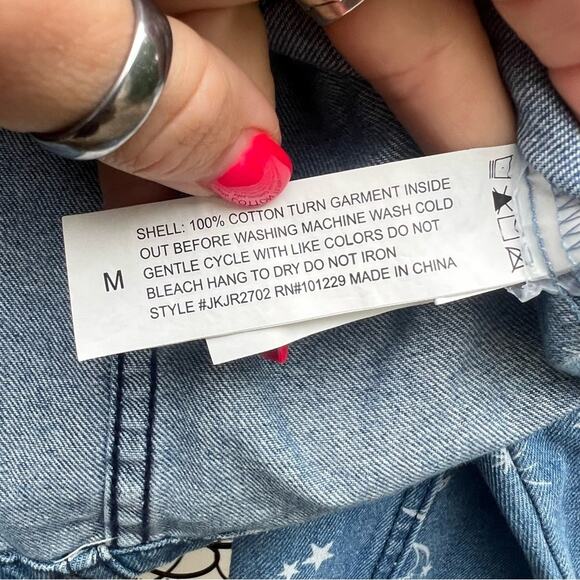 SHELL: 100% COTTON TURN GARMENT INSIDE
OUT BEFORE WASHING MACHINE WASH COLD
GENTLE CYCLE WITH LIKE COLORS DO NOT
BLEACH HANG TO DRY DO NOT IRON
STYLE #JKJR2702 RN#101229 MADE IN CHINA
M